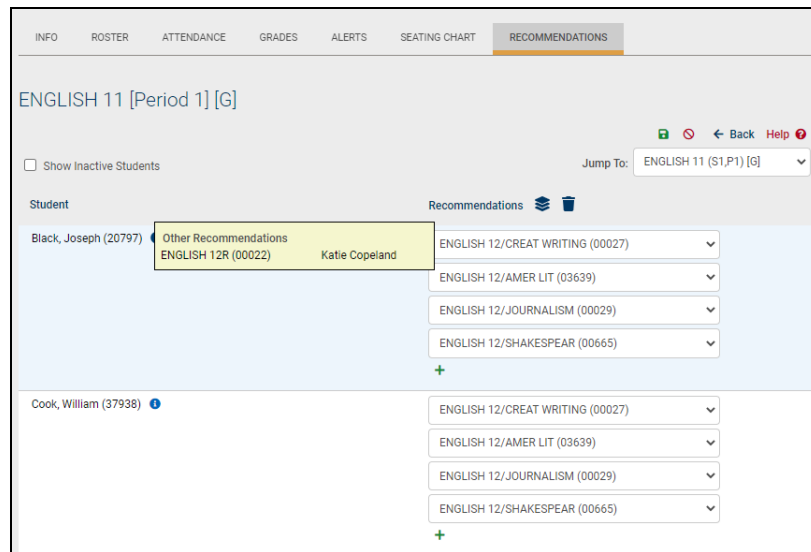 INFO ROSTER ATTENDANCE GRADES ALERTS SEATING CHART RECOMMENDATIONS
ENGLISH 11 [Period 1] [G]
Back Help ?
Show Inactive Students Jump To: ENGLISH 11 (S1,P1) [G]
Student Recommendations
Black, Joseph (20797) Other Recommendations ENGLISH 12/CREAT WRITING (00027)
ENGLISH 12R (00022) Katie Copeland
ENGLISH 12/AMER LIT (03639)
ENGLISH 12/JOURNALISM (00029)
ENGLISH 12/SHAKESPEAR (00665)
+
Cook, William (37938) i ENGLISH 12/CREAT WRITING (00027)
ENGLISH 12/AMER LIT (03639)
ENGLISH 12/JOURNALISM (00029)
ENGLISH 12/SHAKESPEAR (00665)
+